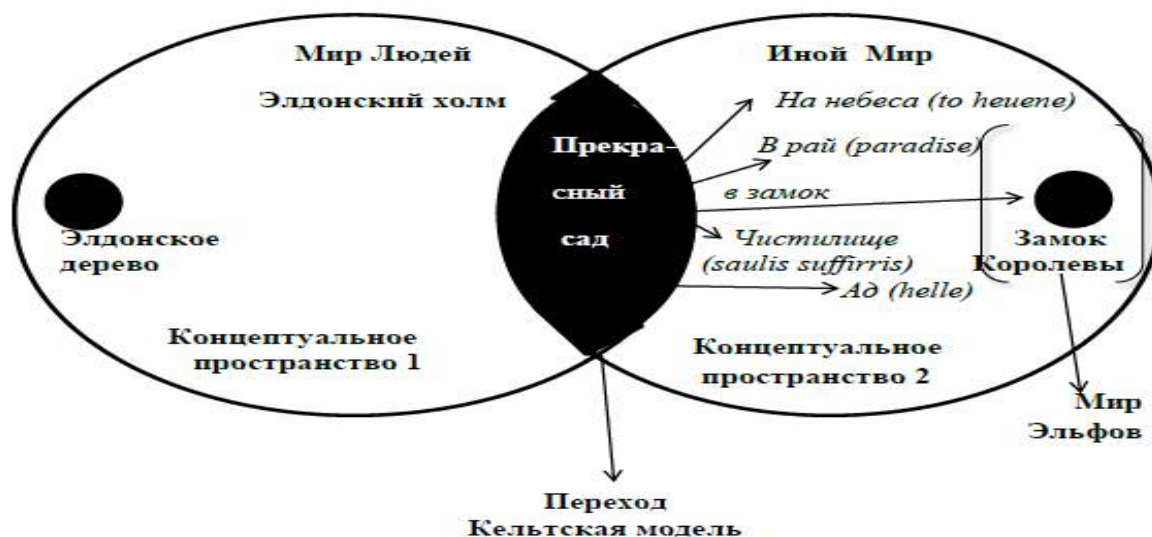 Мир Людей
Элдонский холм
Элдонское
дерево
Концептуальное
пространство 1
Прекра-
сный
сад
Иной Мир
На небеса (to heuene)
В рай (paradise)
в замок
Чистилище
(saulis suffirris)
Ад (helle)
Замок
Королевы
Концептуальное
пространство 2
Мир
Эльфов
Переход
Кельтская модель